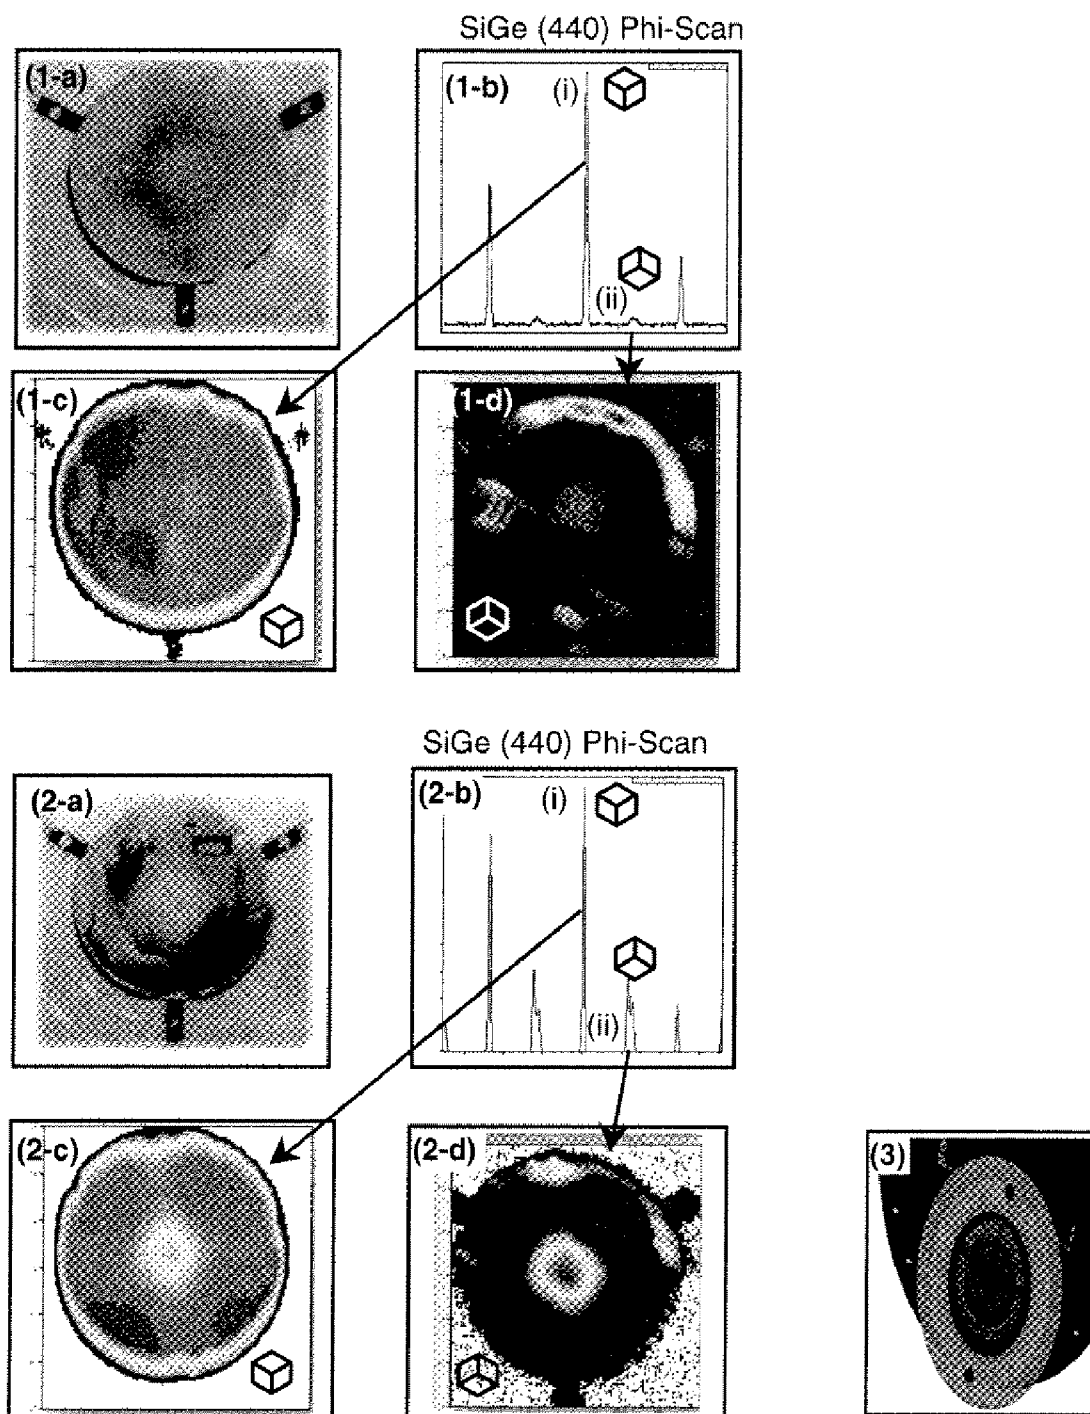 SiGe (440) Phi-Scan
(1-a)
(1-b)
(i)
(ii)
(1-c)
(1-d)
SiGe (440) Phi-Scan
(2-a)
(2-b)
(i)
(ii)
(2-c)
(2-d)
(3)